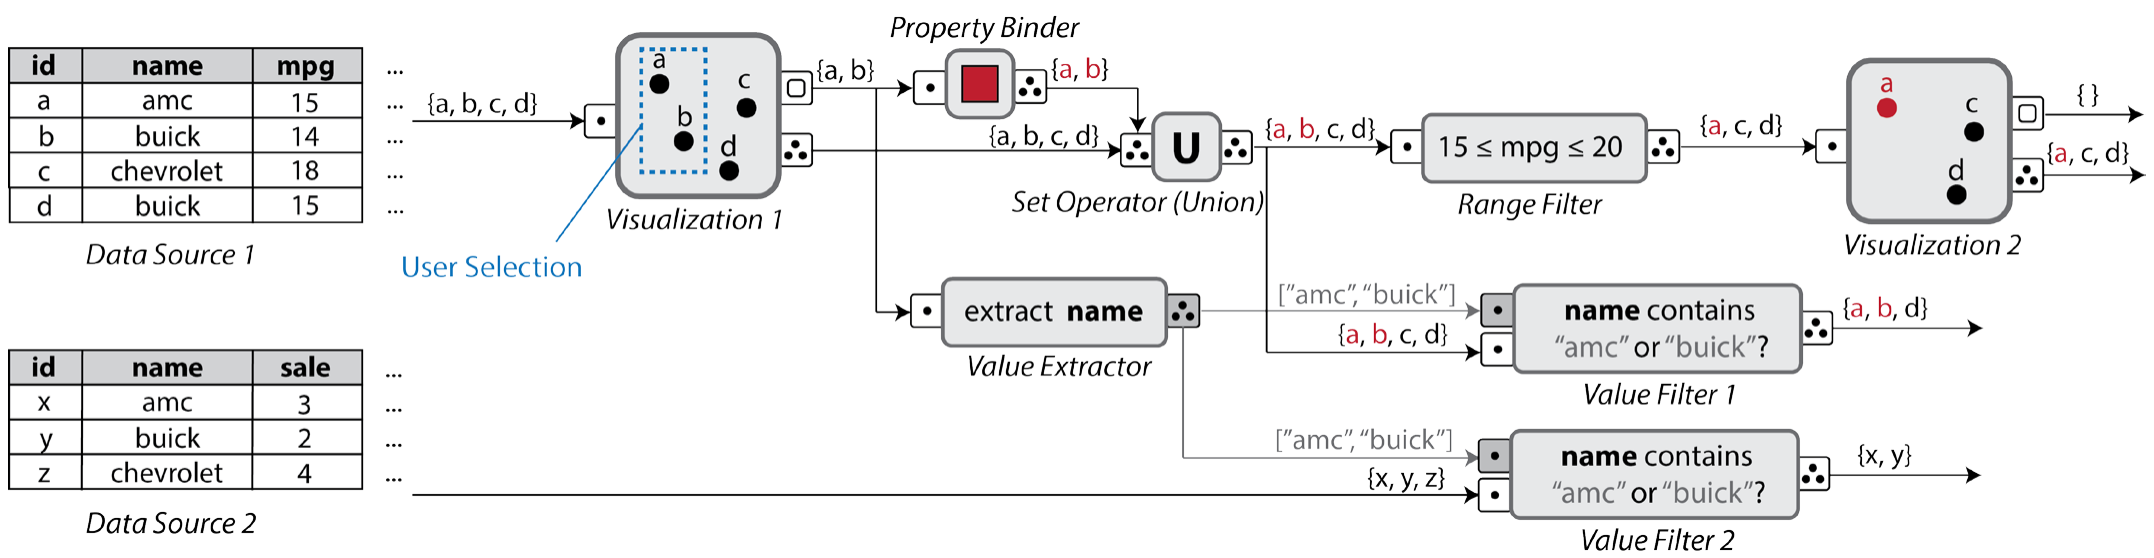 id name mpg
a amc 15 ...
b buick 14 ...
c chevrolet 18 ...
d buick 15 ...
...
Data Source 1
{a, b, c, d}
a
b
c
d
Visualization 1
User Selection
{a, b}
Property Binder
{a, b}
{a, b, c, d}
U
Set Operator (Union)
{a, b, c, d}
15 ≤ mpg ≤ 20
Range Filter
{a, c, d}
a
c
d
Visualization 2
{ }
{a, c, d}
extract name
Value Extractor
["amc", "buick"]
{a, b, c, d}
name contains
"amc" or "buick"?
Value Filter 1
{a, b, d}
id name sale
x amc 3 ...
y buick 2 ...
z chevrolet 4 ...
...
Data Source 2
["amc", "buick"]
{x, y, z}
name contains
"amc" or "buick"?
Value Filter 2
{x, y}